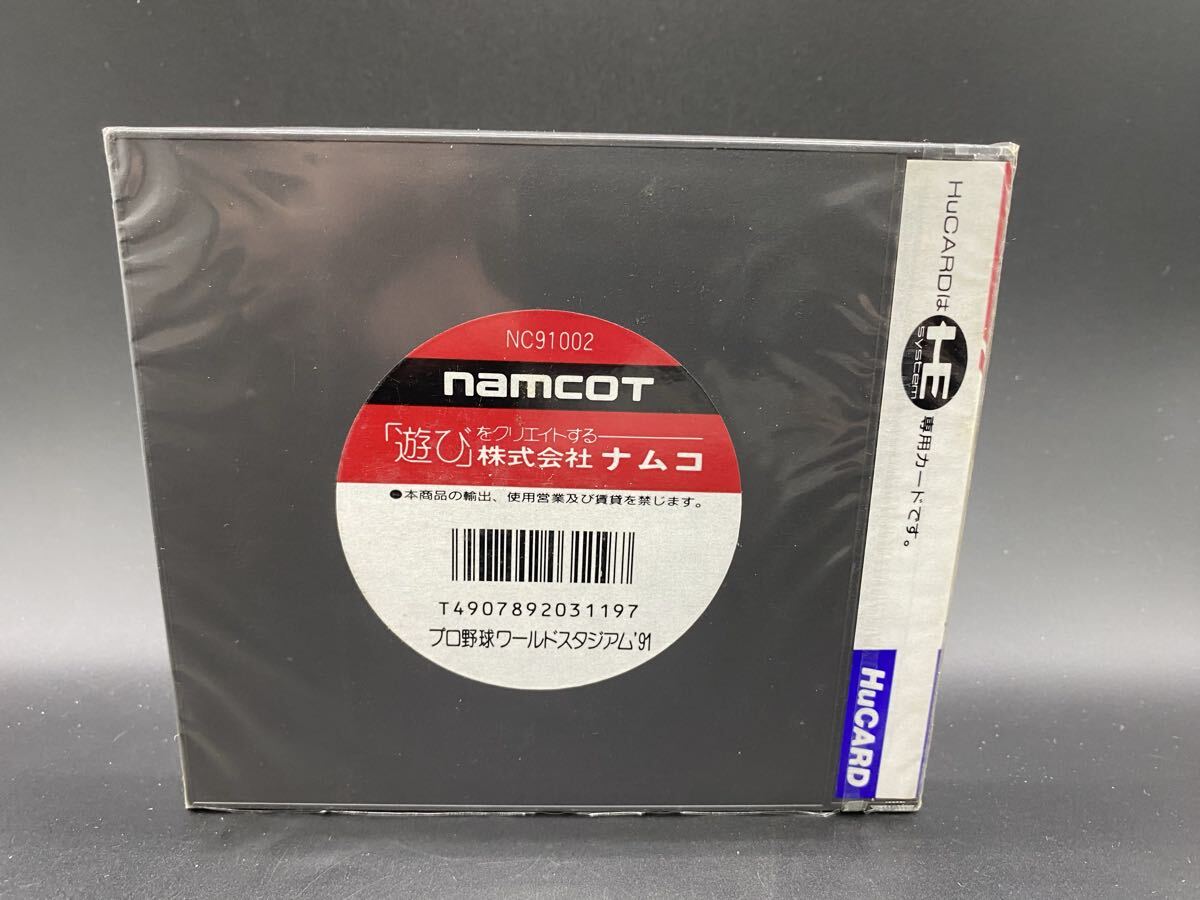 NC91002
namcoT
「遊び」をクリエイトする
株式会社 ナムコ
●本商品の輸出、使用営業及び賃貸を禁じます。
T4907892031197
プロ野球ワールドスタジアム'91
HuCARDは HE system 専用カードです。
HuCARD